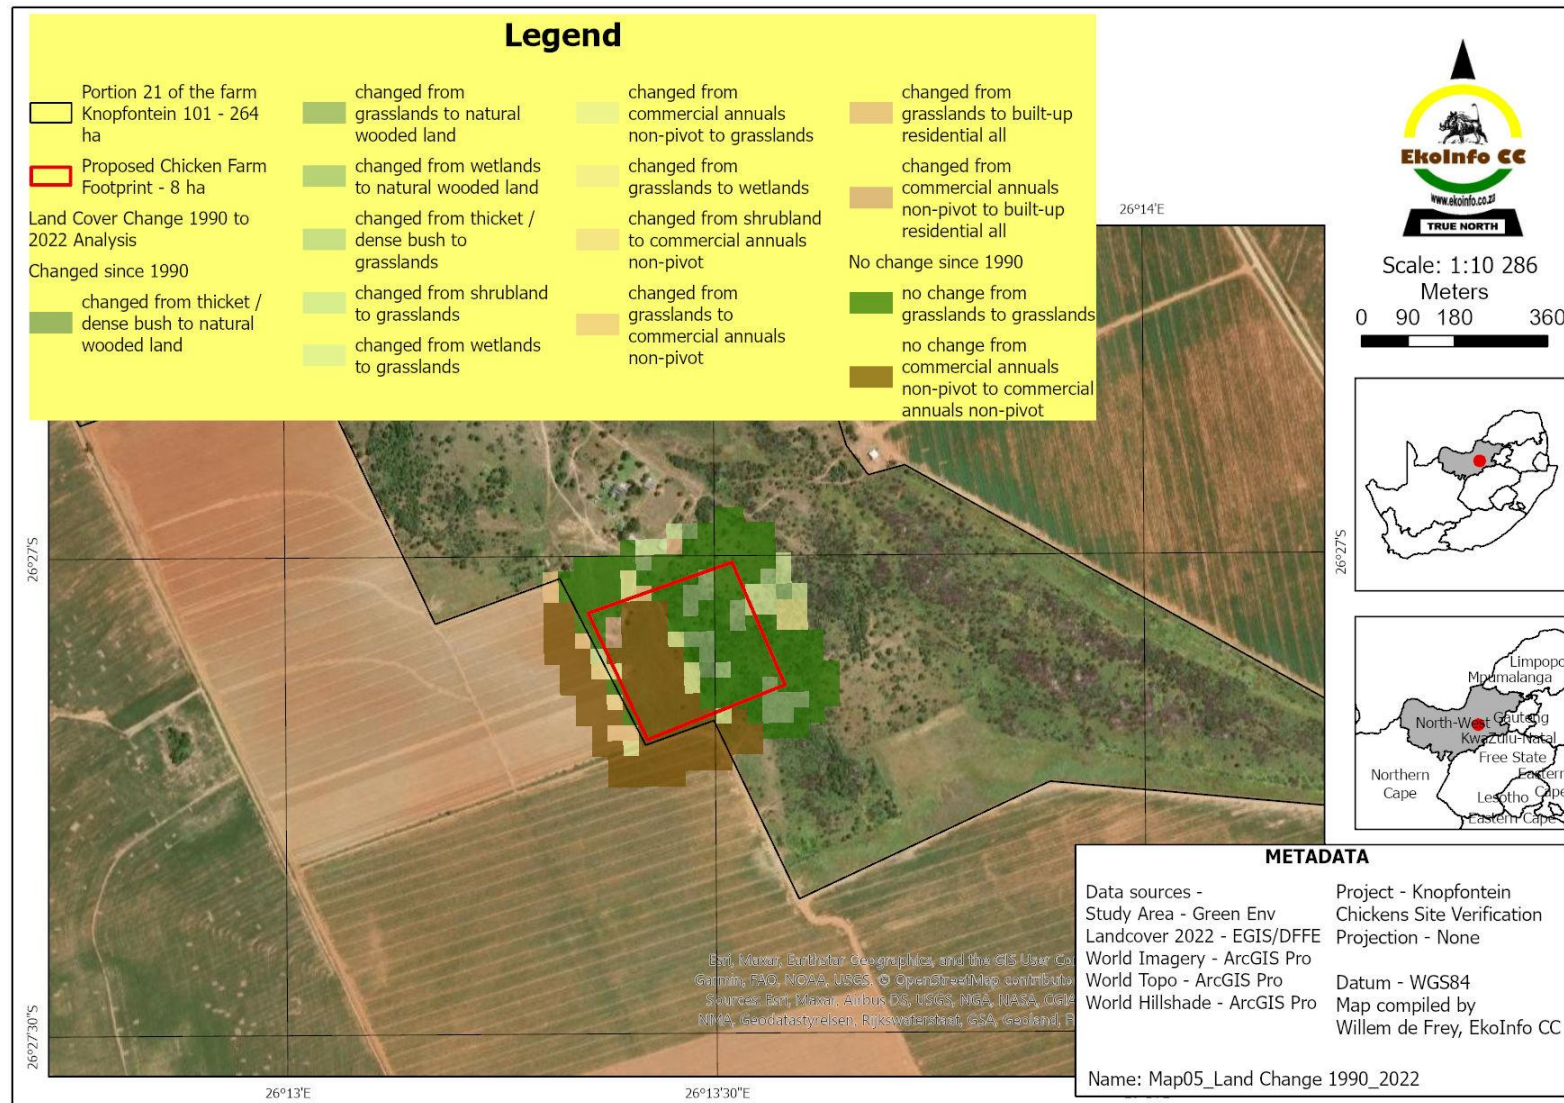 Legend
Portion 21 of the farm
Knopfontein 101 - 264
ha
Proposed Chicken Farm
Footprint - 8 ha
Land Cover Change 1990 to
2022 Analysis
Changed since 1990
changed from thicket /
dense bush to natural
wooded land
changed from
grasslands to natural
wooded land
changed from wetlands
to natural wooded land
changed from thicket /
dense bush to
grasslands
changed from shrubland
to grasslands
changed from wetlands
to grasslands
changed from
commercial annuals
non-pivot to grasslands
changed from
grasslands to wetlands
changed from shrubland
to commercial annuals
non-pivot
changed from
grasslands to
commercial annuals
non-pivot
changed from
grasslands to built-up
residential all
changed from
commercial annuals
non-pivot to built-up
residential all
No change since 1990
no change from
grasslands to grasslands
no change from
commercial annuals
non-pivot to commercial
annuals non-pivot
EkoInfo CC
www.ekoinfo.co.za
TRUE NORTH
Scale: 1:10 286
Meters
0 90 180 360
26°14'E
26°27'S
26°27'S
26°27'30"S
26°13'E
26°13'30"E
Limpopo
Mpumalanga
North-West
Gauteng
KwaZulu-Natal
Free State
Eastern
Cape
Northern
Cape
Lesotho
Eastern Cape
Esri, Maxar, Earthstar Geographics, and the GIS User
Garmin, FAO, NOAA, USGS, © OpenStreetMap
Sources: Esri, Maxar, Airbus DS, USGS, NGA, NASA,
NMA, Geodatastyrelsen, Rijkswaterstaat, GSA, Geoland,
METADATA
Data sources -
Study Area - Green Env
Landcover 2022 - EGIS/DFFE
World Imagery - ArcGIS Pro
World Topo - ArcGIS Pro
World Hillshade - ArcGIS Pro
Project - Knopfontein
Chickens Site Verification
Projection - None
Datum - WGS84
Map compiled by
Willem de Frey, EkoInfo CC
Name: Map05_Land Change 1990_2022